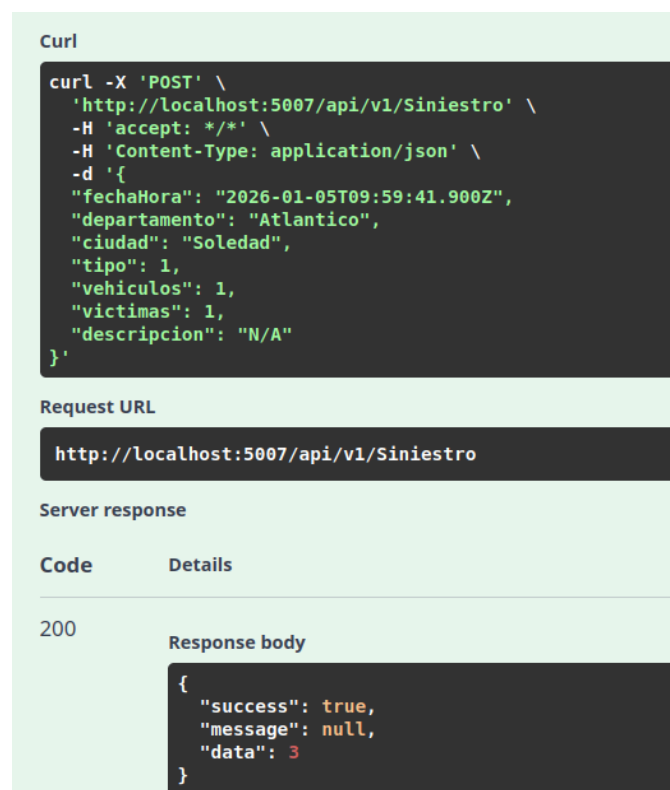 Curl
curl -X 'POST' \
  'http://localhost:5007/api/v1/Siniestro' \
  -H 'accept: */*' \
  -H 'Content-Type: application/json' \
  -d '{
  "fechaHora": "2026-01-05T09:59:41.900Z",
  "departamento": "Atlantico",
  "ciudad": "Soledad",
  "tipo": 1,
  "vehiculos": 1,
  "victimas": 1,
  "descripcion": "N/A"
}'
Request URL
http://localhost:5007/api/v1/Siniestro
Server response
Code Details
200
Response body
{
  "success": true,
  "message": null,
  "data": 3
}